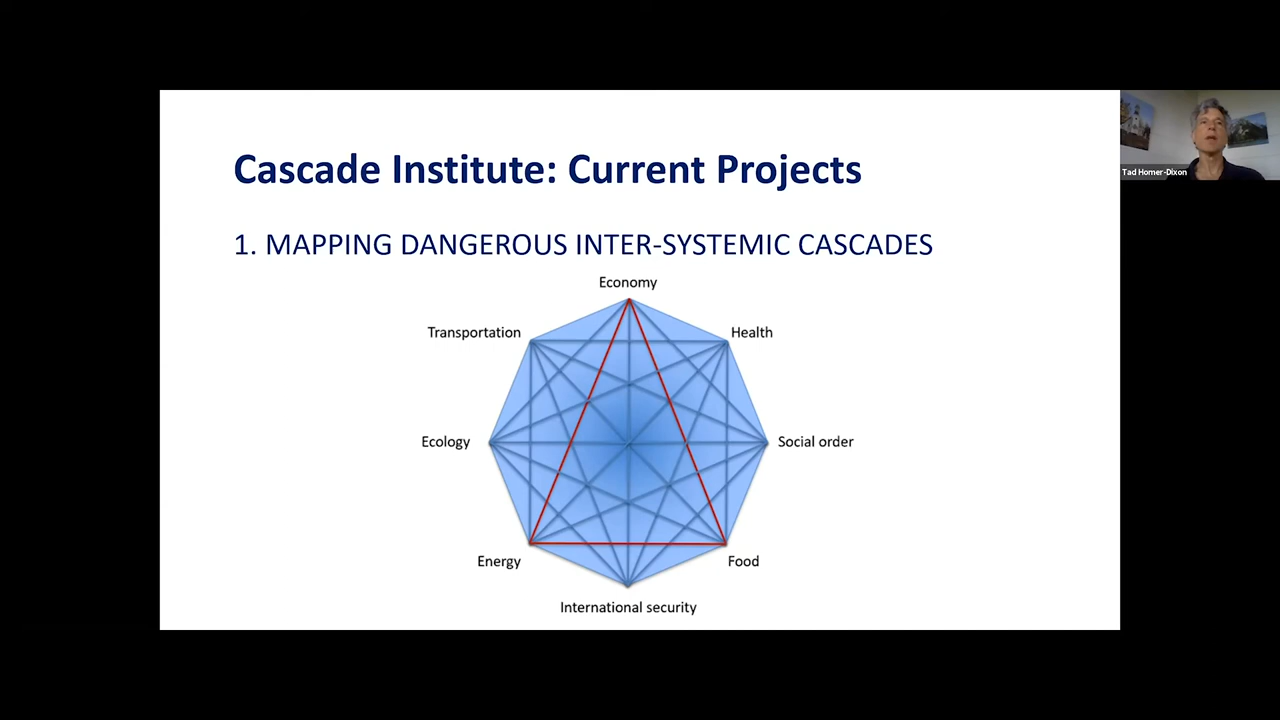 Cascade Institute: Current Projects
Tad Homer-Dixon
1. MAPPING DANGEROUS INTER-SYSTEMIC CASCADES
Economy
Transportation
Health
Ecology
Social order
Energy
Food
International security